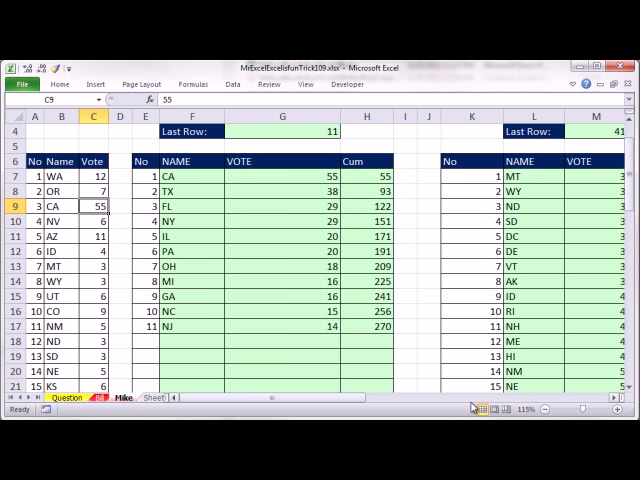 MrExcelExcelisfunTrick109.xlsx - Microsoft Excel
File Home Insert Page Layout Formulas Data Review View Developer
C9 fx 55
A B C D E F G H I J K L M
4 Last Row: 11 Last Row: 41
5
6 No Name Vote No NAME VOTE Cum No NAME VOTE
7 1 WA 12 1 CA 55 55 1 MT 3
8 2 OR 7 2 TX 38 93 2 WY 3
9 3 CA 55 3 FL 29 122 3 ND 3
10 4 NV 6 4 NY 29 151 4 SD 3
11 5 AZ 11 5 IL 20 171 5 DC 3
12 6 ID 4 6 PA 20 191 6 DE 3
13 7 MT 3 7 OH 18 209 7 VT 3
14 8 WY 3 8 MI 16 225 8 AK 3
15 9 UT 6 9 GA 16 241 9 ID 4
16 10 CO 9 10 NC 15 256 10 RI 4
17 11 NM 5 11 NJ 14 270 11 NH 4
18 12 ND 3 12 ME 4
19 13 SD 3 13 HI 4
20 14 NE 5 14 NM 5
21 15 KS 6 15 NE 5
Question Bill Mike Sheet
Ready 115%